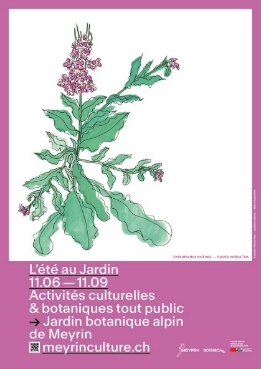 L'été au Jardin
11.06 — 11.09
Activités culturelles
& botaniques tout public
→ Jardin botanique alpin
de Meyrin
meyrinculture.ch
MEYRIN